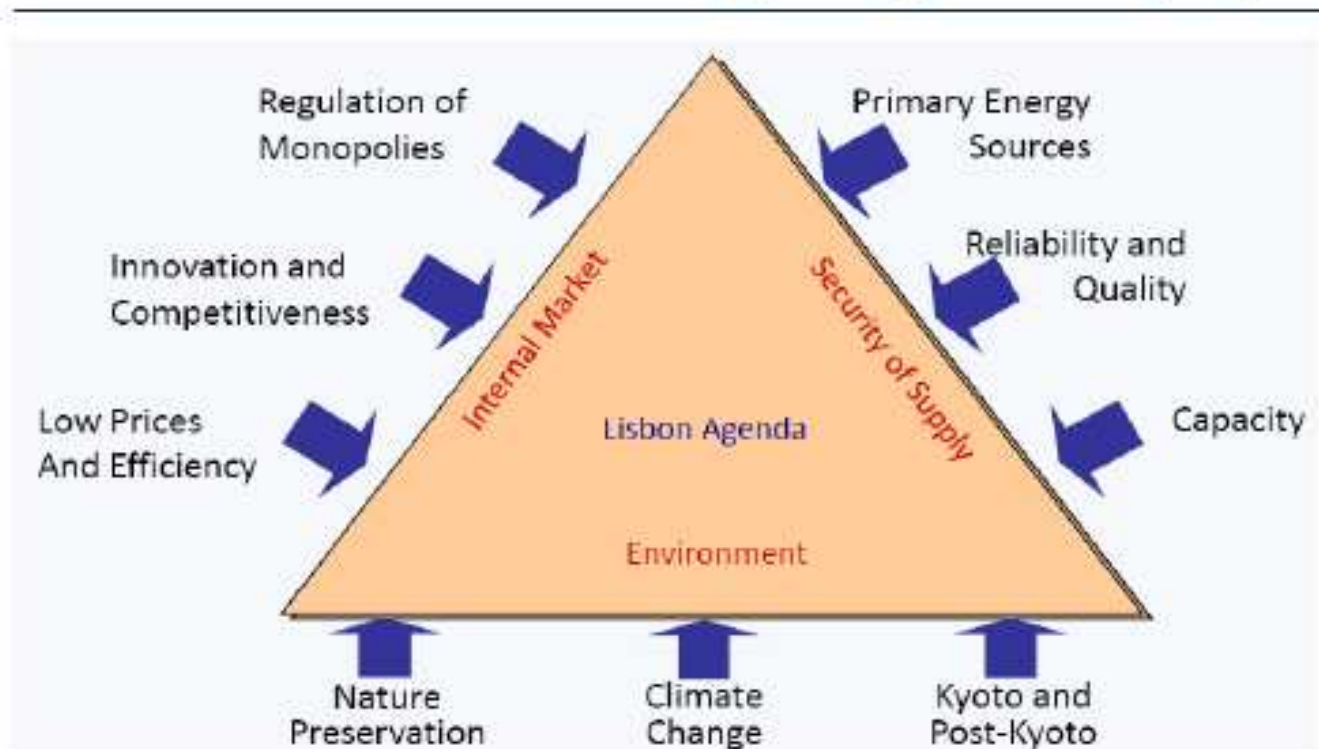 Regulation of
Monopolies
Primary Energy
Sources
Innovation and
Competitiveness
Internal Market
Security of Supply
Reliability and
Quality
Low Prices
And Efficiency
Lisbon Agenda
Capacity
Environment
Nature
Preservation
Climate
Change
Kyoto and
Post-Kyoto